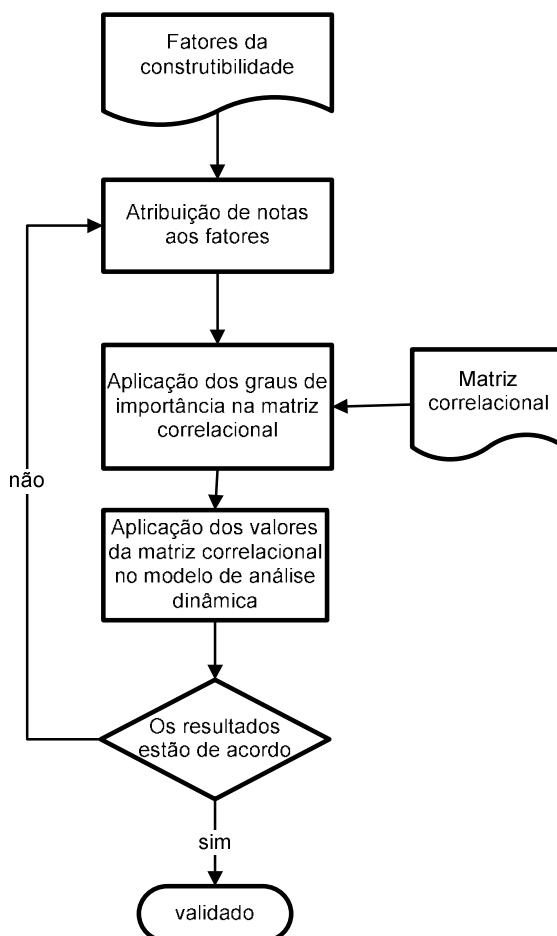 Fatores da
construtibilidade
Atribuição de notas
aos fatores
Aplicação dos graus de
importância na matriz
correlacional
Matriz
correlacional
não
Aplicação dos valores
da matriz correlacional
no modelo de análise
dinâmica
Os resultados
estão de acordo
sim
validado